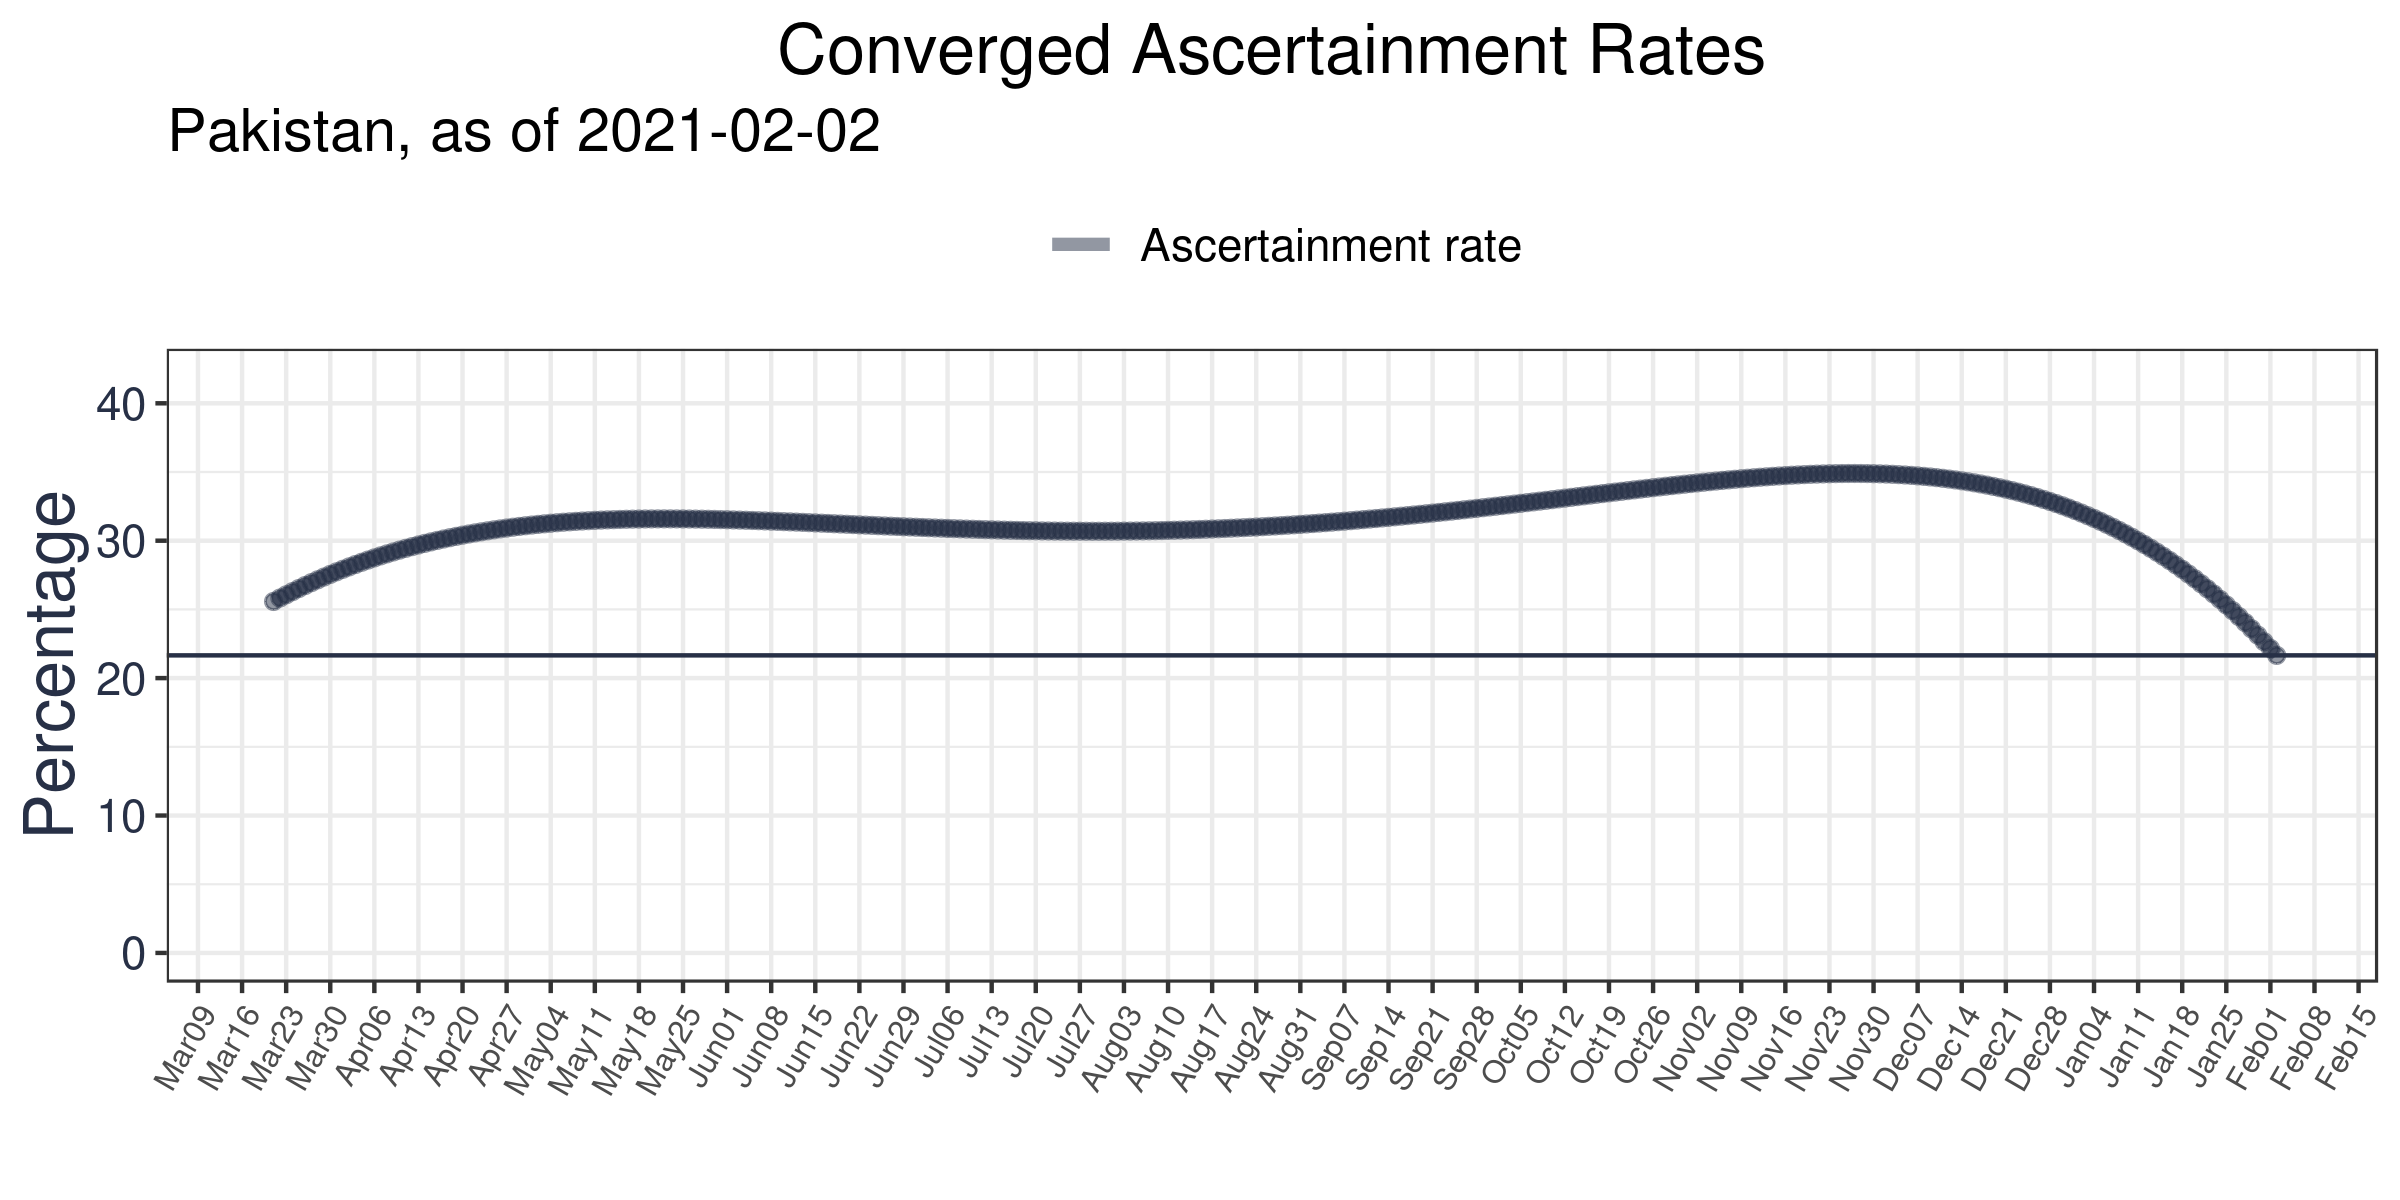 Converged Ascertainment Rates
Pakistan, as of 2021-02-02
Ascertainment rate
Percentage
40
30
20
10
0
Mar09 Mar16 Mar23 Mar30 Apr06 Apr13 Apr20 Apr27 May04 May11 May18 May25 Jun01 Jun08 Jun15 Jun22 Jun29 Jul06 Jul13 Jul20 Jul27 Aug03 Aug10 Aug17 Aug24 Aug31 Sep07 Sep14 Sep21 Sep28 Oct05 Oct12 Oct19 Oct26 Nov02 Nov09 Nov16 Nov23 Nov30 Dec07 Dec14 Dec21 Dec28 Jan04 Jan11 Jan18 Jan25 Feb01 Feb08 Feb15